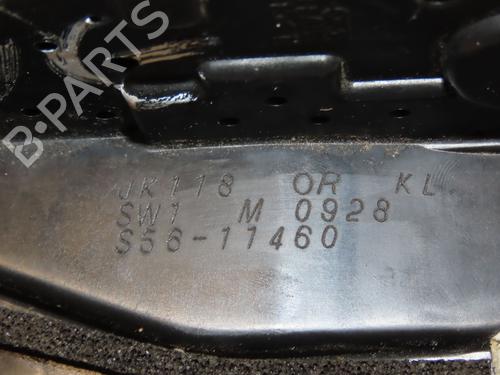 B-PARTS
JK118 OR KL
SW1 M 0928
S56-11460